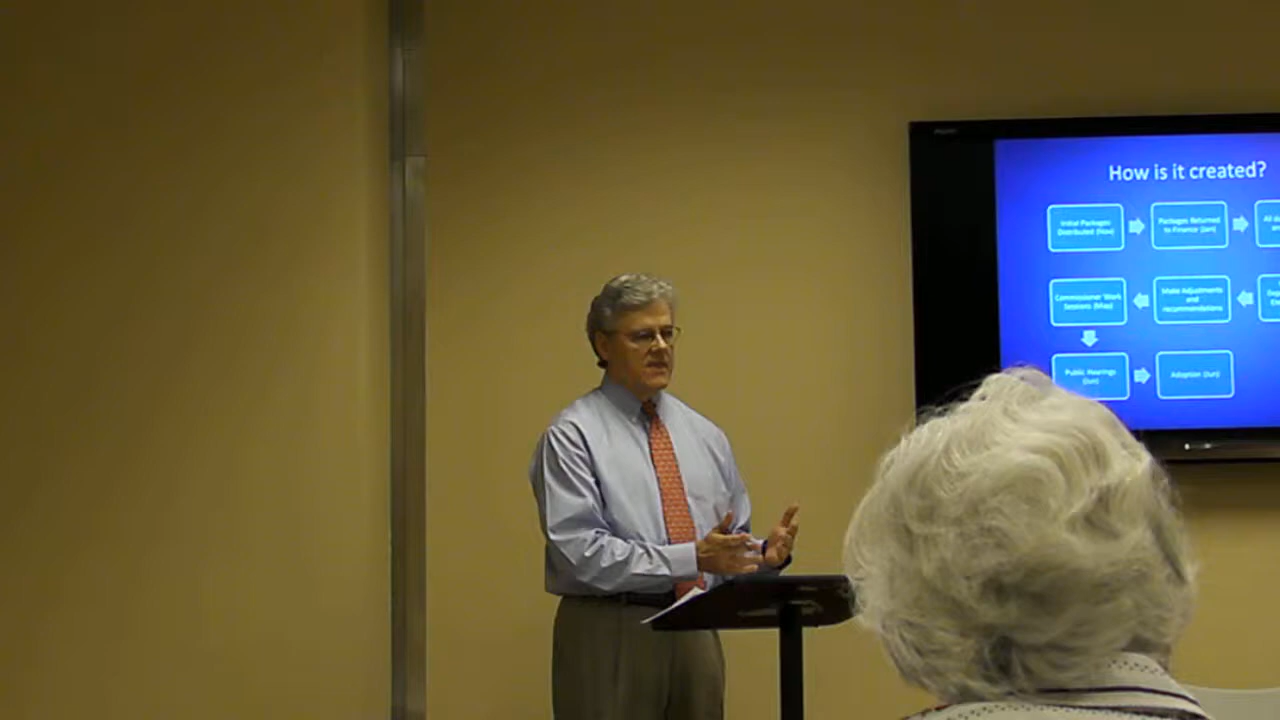 How is it created?
Initial Packages
Distributed (Nov)
Packages Returned
to Finance (Jan)
All
Commissioner Work
Sessions (May)
Make Adjustments
and
recommendations
Public Hearings
(Jun)
Adoption (Jun)